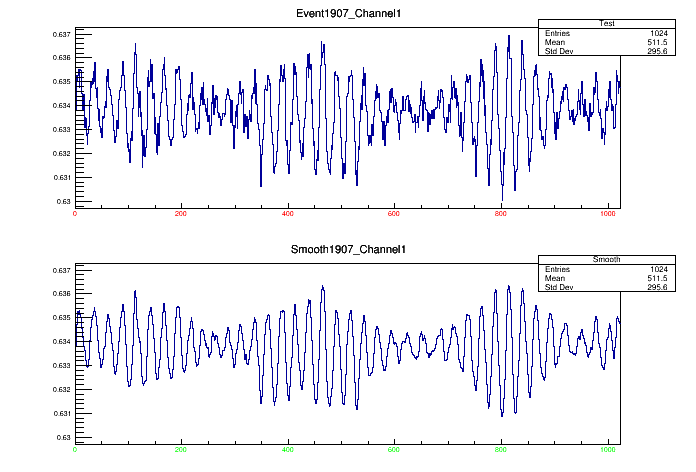 Event1907_Channel1
Test
Entries 1024
Mean 511.5
Std Dev 295.6
0.637
0.636
0.635
0.634
0.633
0.632
0.631
0.63
0 200 400 600 800 1000
Smooth1907_Channel1
Smooth
Entries 1024
Mean 511.5
Std Dev 295.6
0.637
0.636
0.635
0.634
0.633
0.632
0.631
0.63
0 200 400 600 800 1000